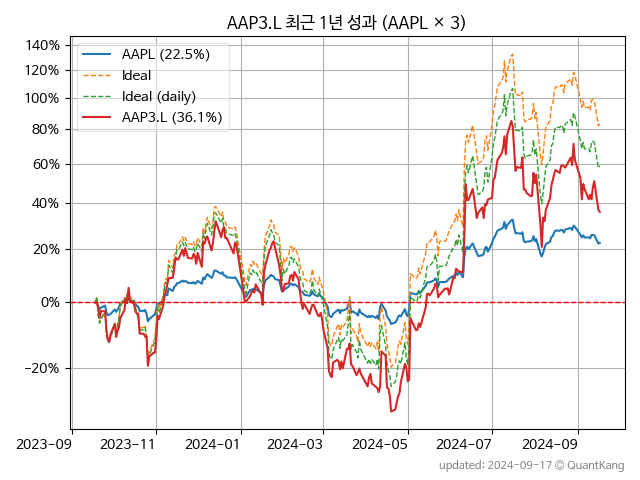 AAP3.L 최근 1년 성과 (AAPL × 3)
140%
120%
100%
80%
60%
40%
20%
0%
−20%
AAPL (22.5%)
Ideal
Ideal (daily)
AAP3.L (36.1%)
2023-09
2023-11
2024-01
2024-03
2024-05
2024-07
2024-09
updated: 2024-09-17 © QuantKang